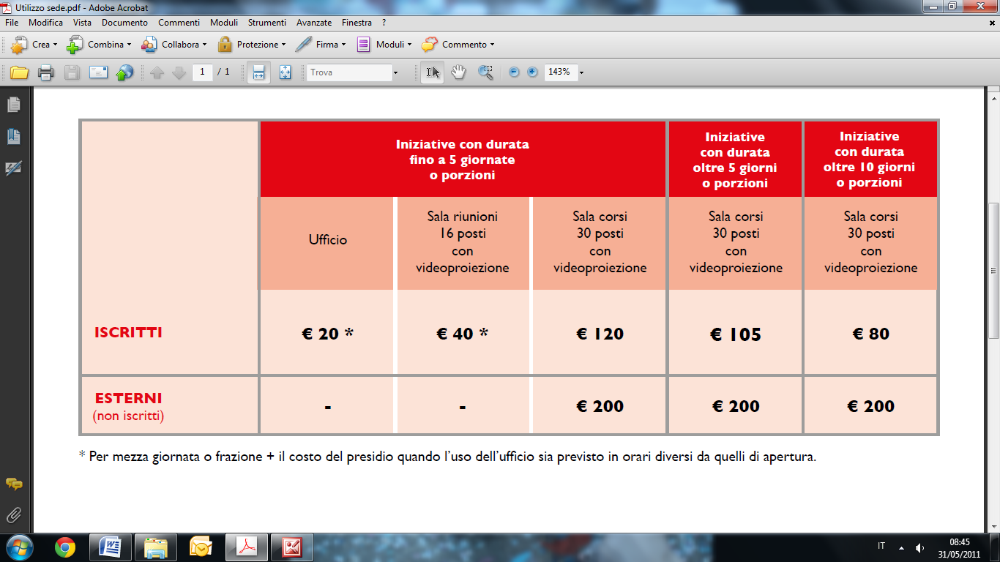 Utilizzo sede.pdf - Adobe Acrobat
File Modifica Vista Documento Commenti Moduli Strumenti Avanzate Finestra ?
Crea Combina Collabora Protezione Firma Moduli Commento
1 / 1 Trova 143%
Iniziative con durata
fino a 5 giornate
o porzioni
Iniziative
con durata
oltre 5 giorni
o porzioni
Iniziative
con durata
oltre 10 giorni
o porzioni
Ufficio
Sala riunioni
16 posti
con
videoproiezione
Sala corsi
30 posti
con
videoproiezione
Sala corsi
30 posti
con
videoproiezione
Sala corsi
30 posti
con
videoproiezione
ISCRITTI € 20 * € 40 * € 120 € 105 € 80
ESTERNI - - € 200 € 200 € 200
(non iscritti)
* Per mezza giornata o frazione + il costo del presidio quando l'uso dell'ufficio sia previsto in orari diversi da quelli di apertura.
IT 08:45
31/05/2011